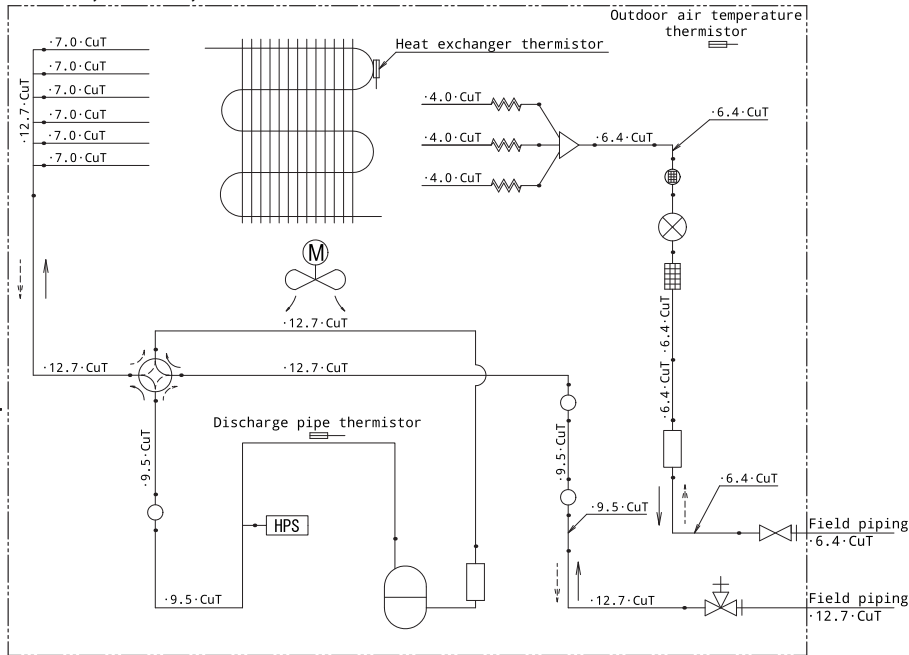 Outdoor air temperature
thermistor
Heat exchanger thermistor
·7.0·CuT
·7.0·CuT
·7.0·CuT
·7.0·CuT
·7.0·CuT
·7.0·CuT
·12.7·CuT
·4.0·CuT
·4.0·CuT
·4.0·CuT
·6.4·CuT
·6.4·CuT
M
·12.7·CuT
·6.4·CuT
·6.4·CuT
·12.7·CuT
·12.7·CuT
Discharge pipe thermistor
·9.5·CuT
·9.5·CuT
·6.4·CuT
·9.5·CuT
HPS
Field piping
·6.4·CuT
·9.5·CuT
·12.7·CuT
Field piping
·12.7·CuT